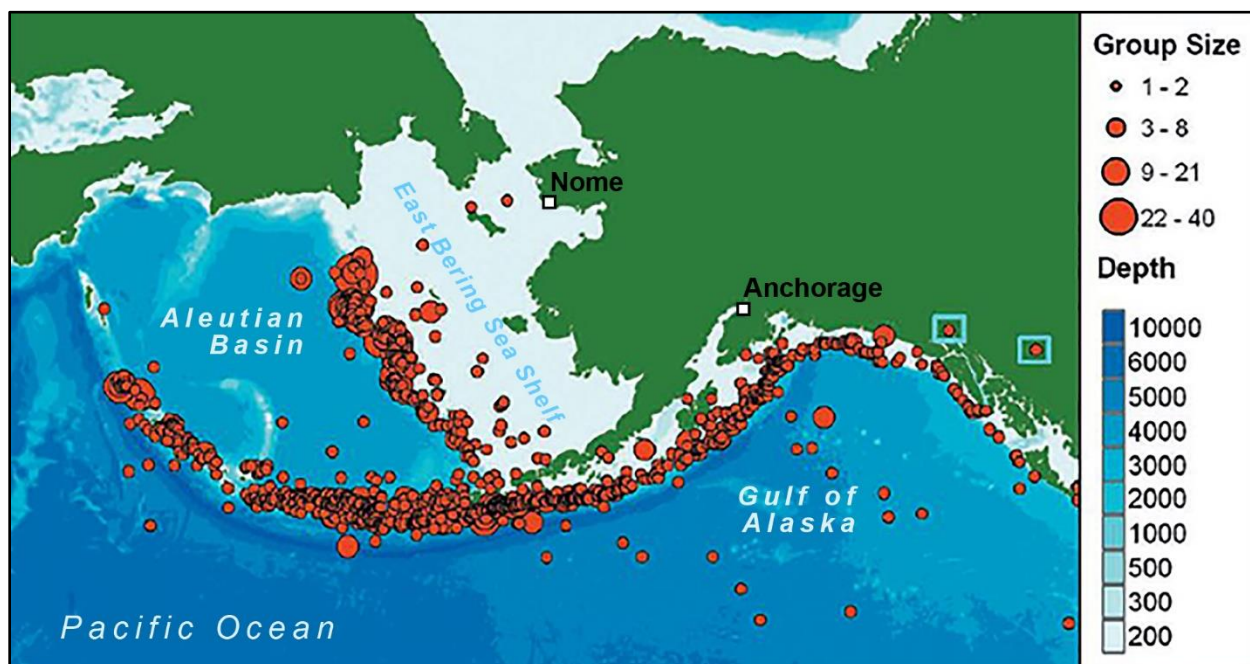 Nome
East Bering Sea Shelf
Anchorage
Aleutian
Basin
Gulf of
Alaska
Pacific Ocean
Group Size
1 - 2
3 - 8
9 - 21
22 - 40
Depth
10000
6000
5000
4000
3000
2000
1000
500
300
200